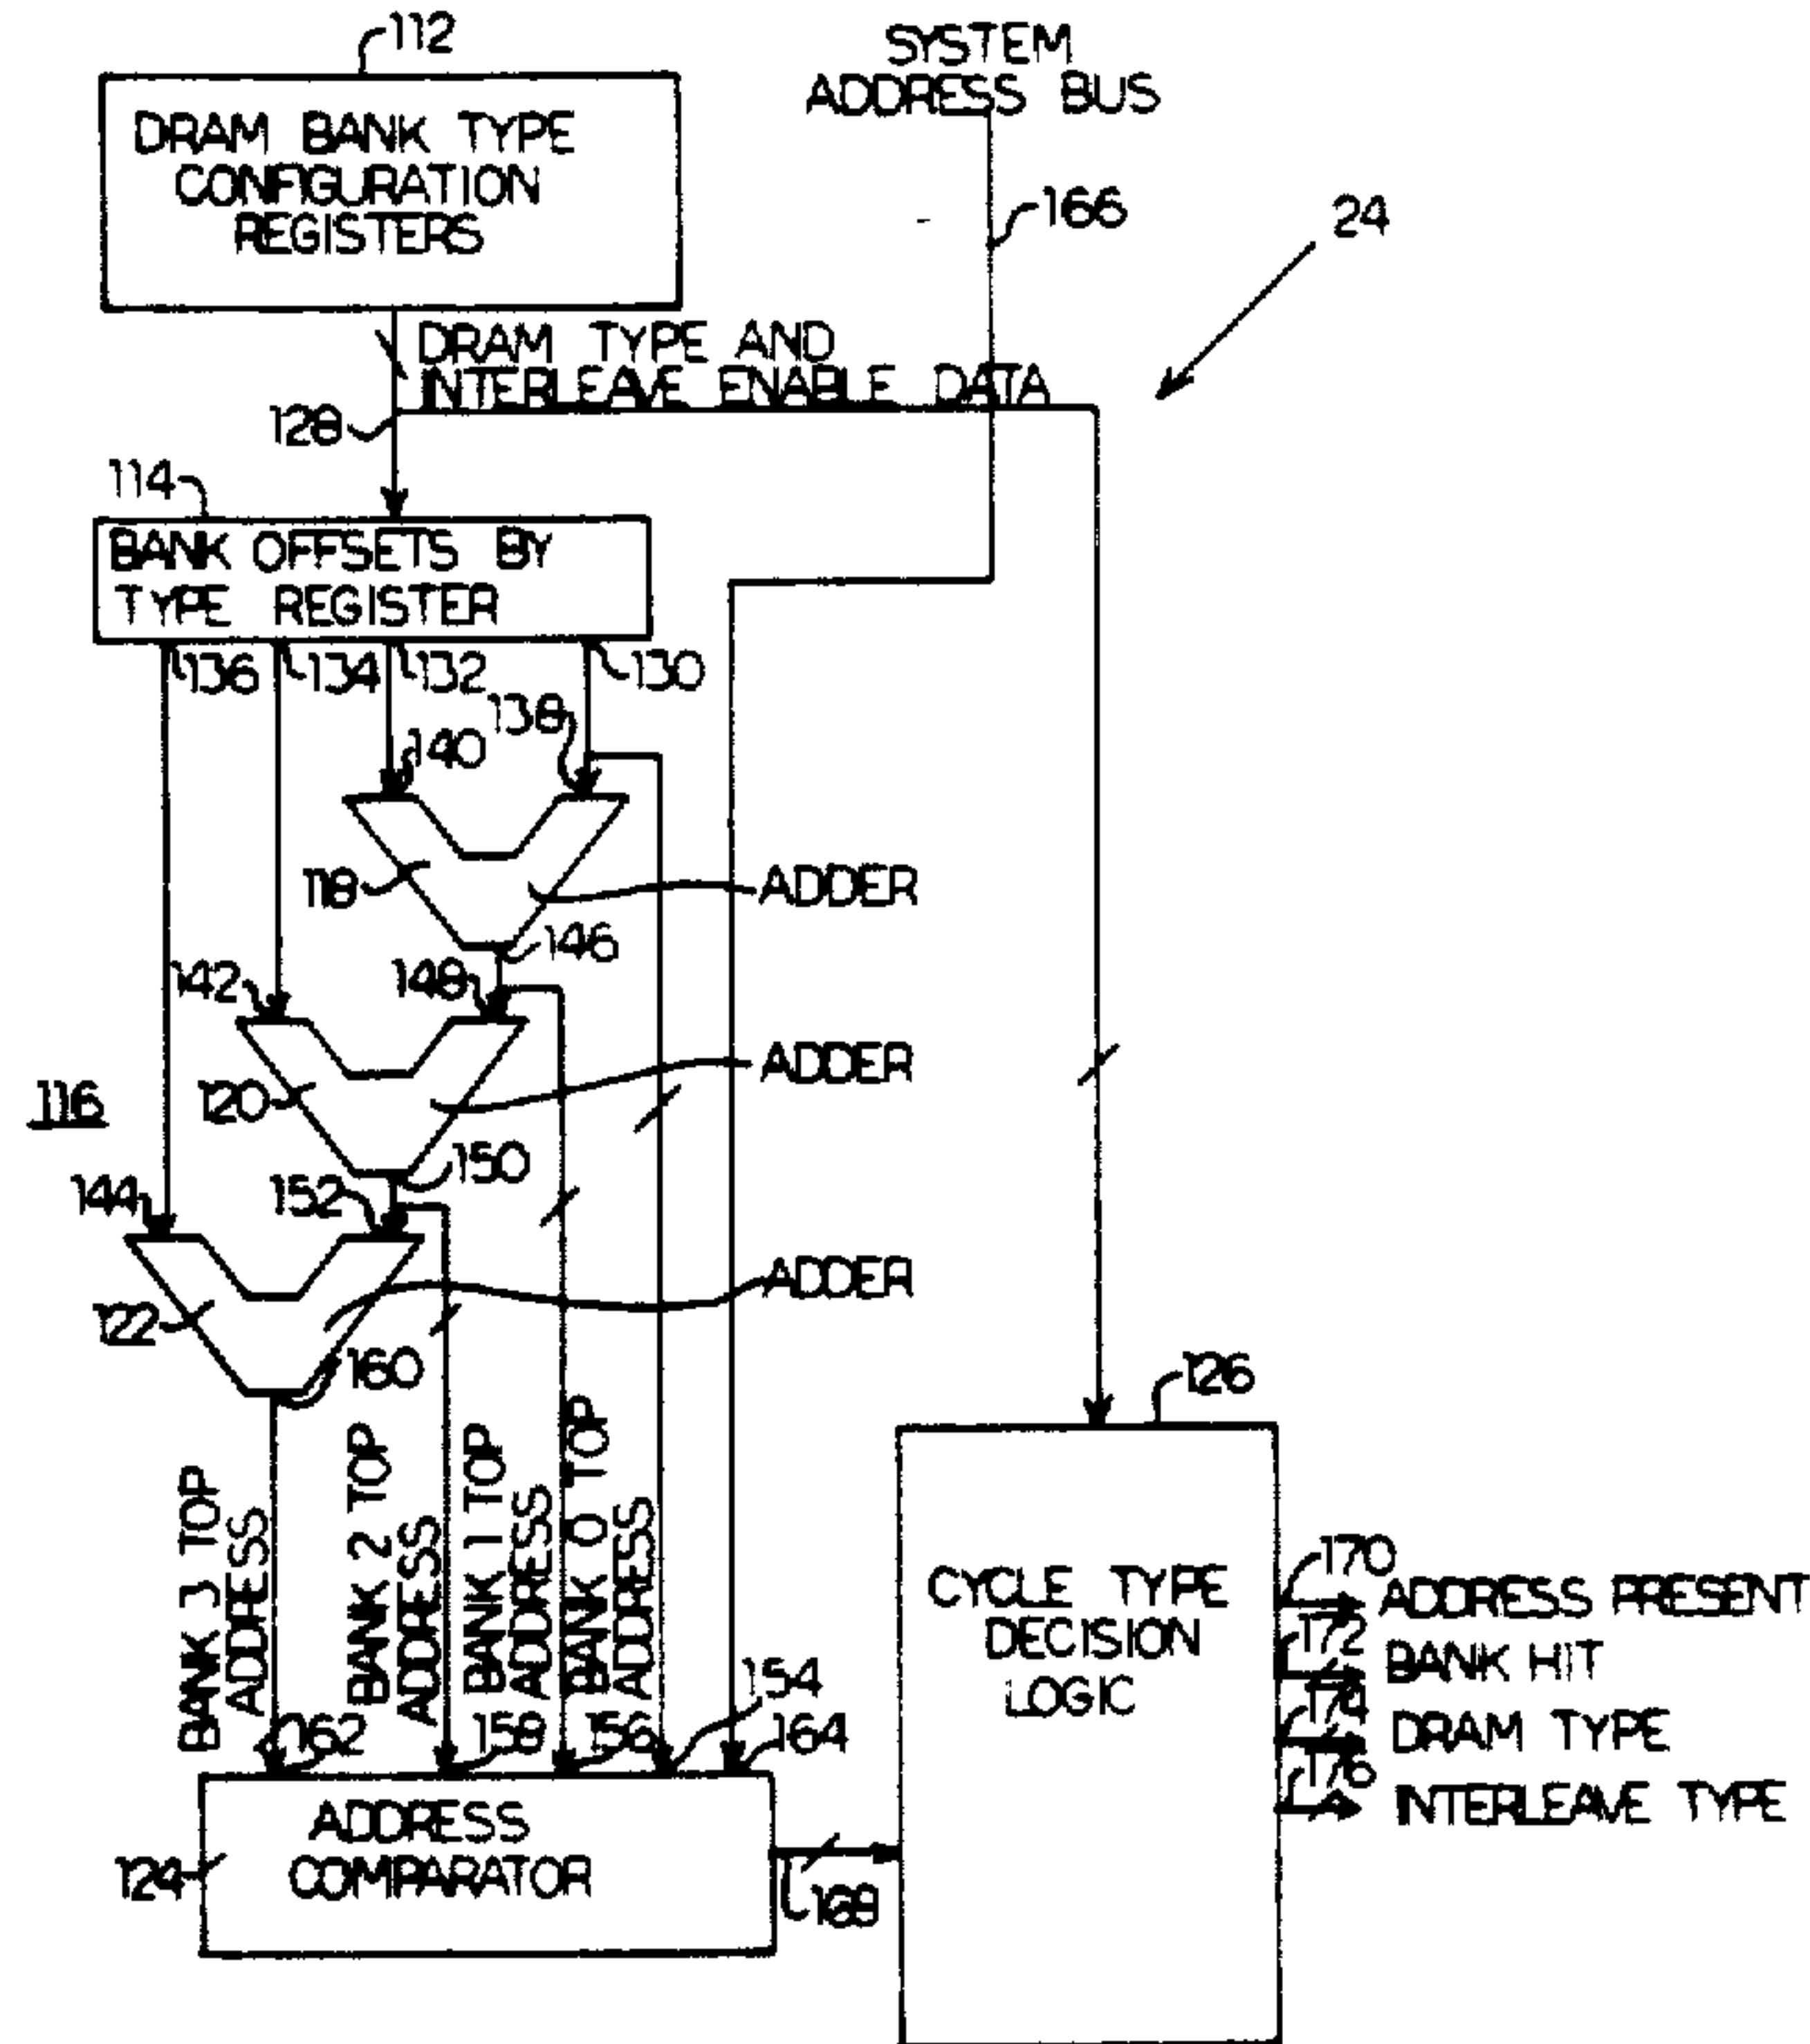 112
SYSTEM
ADDRESS BUS
DRAM BANK TYPE
CONFIGURATION
REGISTERS
166
24
DRAM TYPE AND
INTERLEAVE ENABLE DATA
128
114
BANK OFFSETS BY
TYPE REGISTER
136
134
132
130
138
140
118
ADDER
146
142
148
ADDER
116
120
150
144
152
ADDER
122
160
126
BANK 3 TOP
ADDRESS
BANK 2 TOP
ADDRESS
BANK 1 TOP
ADDRESS
BANK 0 TOP
ADDRESS
CYCLE TYPE
DECISION
LOGIC
170
ADDRESS PRESENT
172
BANK HIT
174
DRAM TYPE
176
INTERLEAVE TYPE
154
162
158
156
164
ADDRESS
COMPARATOR
124